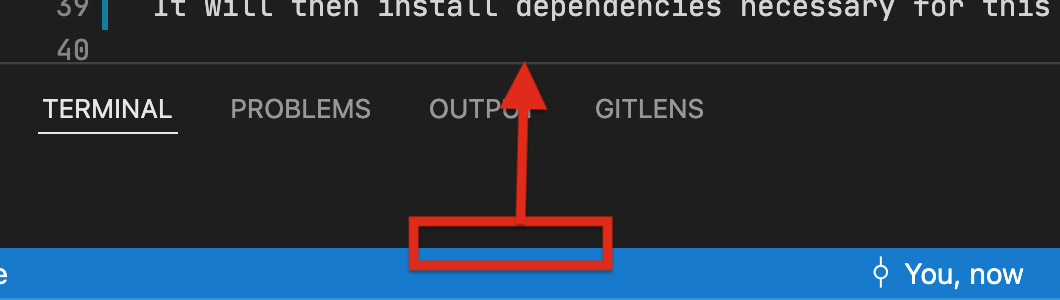 39 It will then install dependencies necessary for this
40
TERMINAL PROBLEMS OUTPUT GITLENS
e You, now